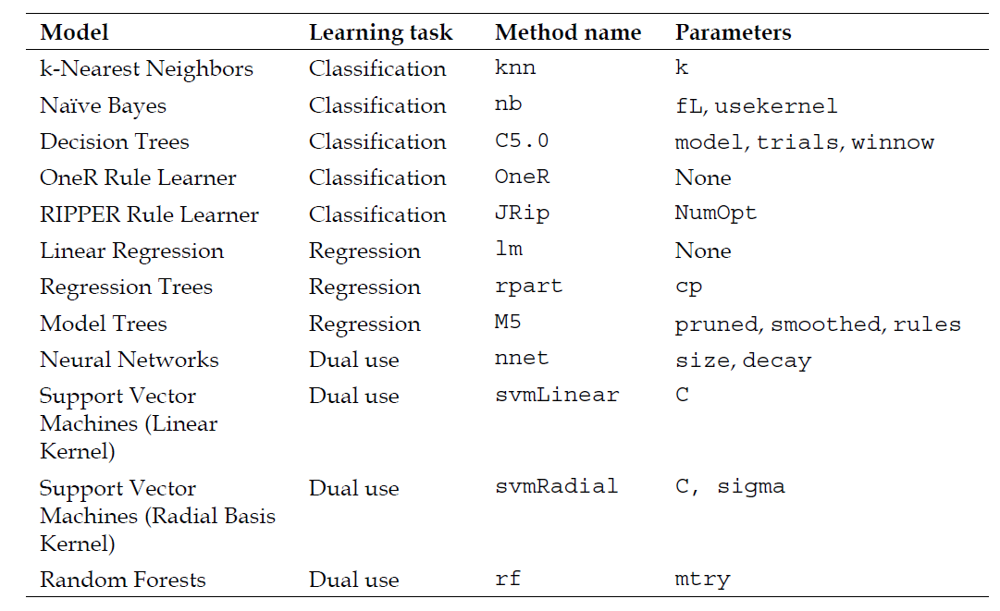 Model Learning task Method name Parameters
k-Nearest Neighbors Classification knn k
Naïve Bayes Classification nb fL, usekernel
Decision Trees Classification C5.0 model, trials, winnow
OneR Rule Learner Classification OneR None
RIPPER Rule Learner Classification JRip NumOpt
Linear Regression Regression lm None
Regression Trees Regression rpart cp
Model Trees Regression M5 pruned, smoothed, rules
Neural Networks Dual use nnet size, decay
Support Vector Dual use svmLinear C
Machines (Linear
Kernel)
Support Vector Dual use svmRadial C, sigma
Machines (Radial Basis
Kernel)
Random Forests Dual use rf mtry